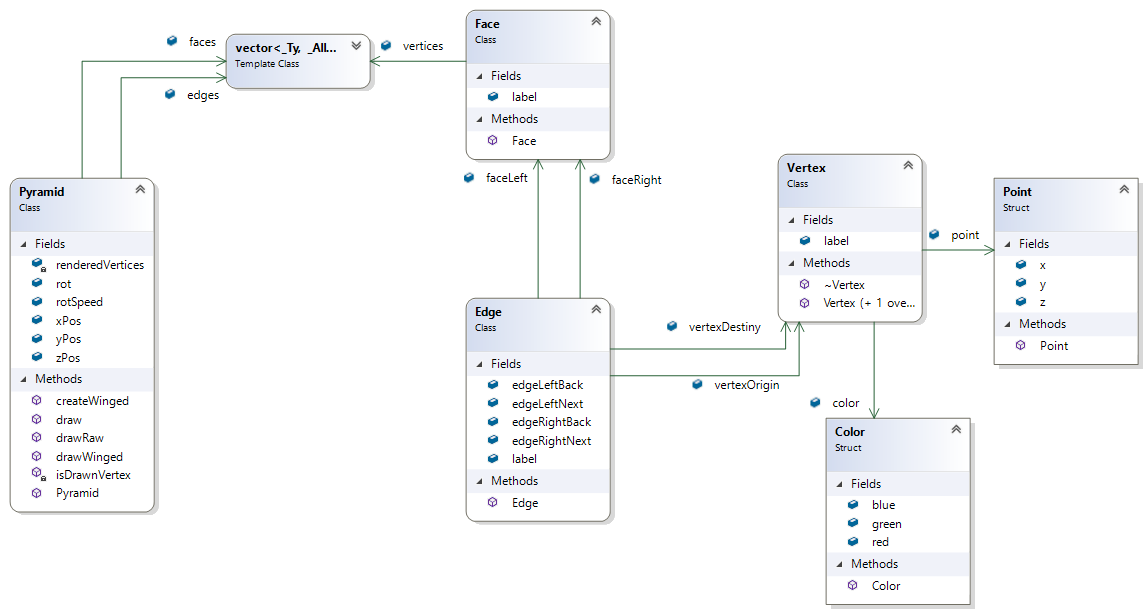 faces
edges
vector<_Ty, _All...
Template Class
vertices
Face
Class
Fields
label
Methods
Face
faceLeft
faceRight
Pyramid
Class
Fields
renderedVertices
rot
rotSpeed
xPos
yPos
zPos
Methods
createWinged
draw
drawRaw
drawWinged
isDrawnVertex
Pyramid
Edge
Class
Fields
edgeLeftBack
edgeLeftNext
edgeRightBack
edgeRightNext
label
Methods
Edge
vertexDestiny
vertexOrigin
Vertex
Class
Fields
label
Methods
~Vertex
Vertex (+ 1 ove...
point
Point
Struct
Fields
x
y
z
Methods
Point
color
Color
Struct
Fields
blue
green
red
Methods
Color